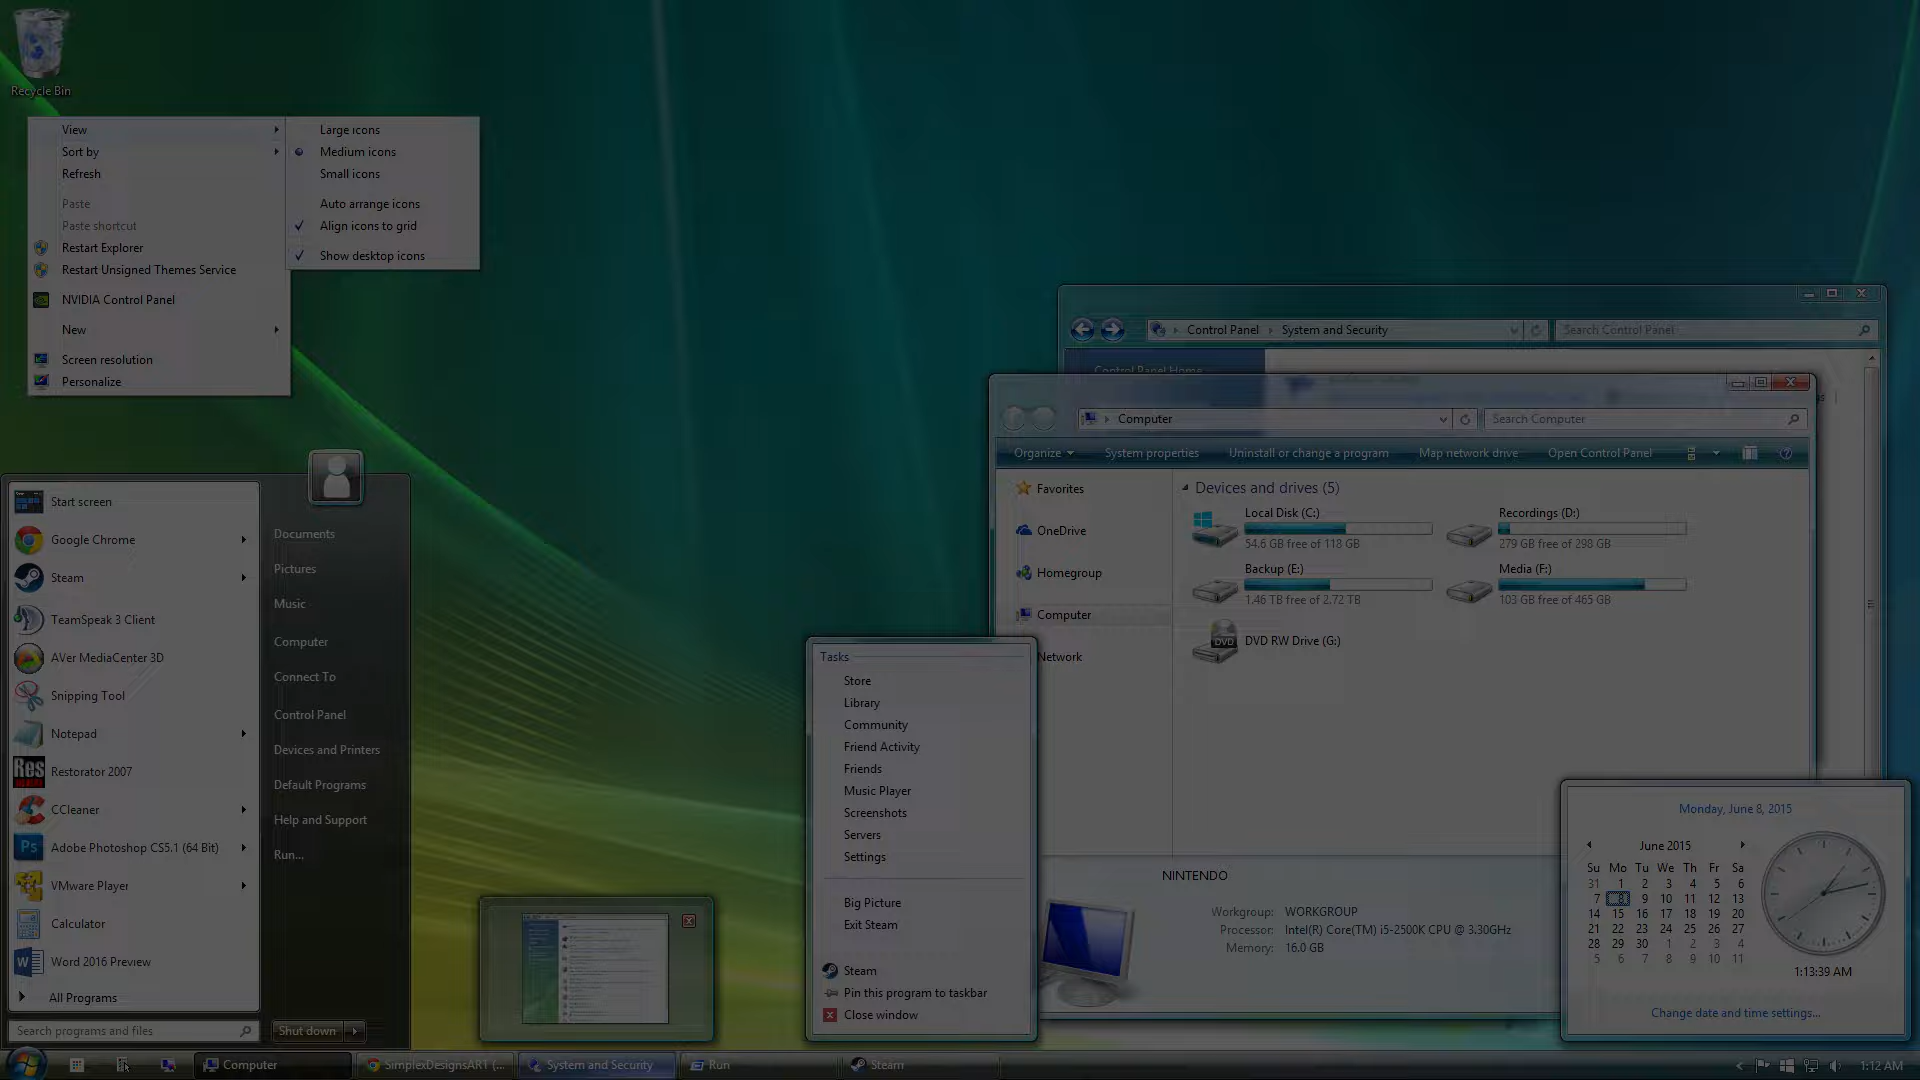 Recycle Bin
View
Sort by
Refresh
Paste
Paste shortcut
Restart Explorer
Restart Unsigned Themes Service
NVIDIA Control Panel
New
Screen resolution
Personalize
Large icons
Medium icons
Small icons
Auto arrange icons
Align icons to grid
Show desktop icons
Control Panel
System and Security
Search Control Panel
Control Panel Home
Computer
Search Computer
Organize
System properties
Uninstall or change a program
Map network drive
Open Control Panel
Favorites
OneDrive
Homegroup
Computer
Network
Devices and drives (5)
Local Disk (C:)
54.6 GB free of 118 GB
Recordings (D:)
279 GB free of 298 GB
Backup (E:)
1.46 TB free of 2.72 TB
Media (F:)
103 GB free of 465 GB
DVD
DVD RW Drive (G:)
NINTENDO
Workgroup: WORKGROUP
Processor: Intel(R) Core(TM) i5-2500K CPU @ 3.30GHz
Memory: 16.0 GB
Start screen
Google Chrome
Steam
TeamSpeak 3 Client
AVer MediaCenter 3D
Snipping Tool
Notepad
Res
Restorator 2007
CCleaner
Ps
Adobe Photoshop CS5.1 (64 Bit)
VMware Player
Calculator
Word 2016 Preview
All Programs
Search programs and files
Documents
Pictures
Music
Computer
Connect To
Control Panel
Devices and Printers
Default Programs
Help and Support
Run...
Shut down
Tasks
Store
Library
Community
Friend Activity
Friends
Music Player
Screenshots
Servers
Settings
Big Picture
Exit Steam
Steam
Pin this program to taskbar
Close window
Monday, June 8, 2015
June 2015
Su Mo Tu We Th Fr Sa
31 1 2 3 4 5 6
7 8 9 10 11 12 13
14 15 16 17 18 19 20
21 22 23 24 25 26 27
28 29 30 1 2 3 4
5 6 7 8 9 10 11
1:13:39 AM
Change date and time settings...
Computer
SimplexDesignsART (...
System and Security
Run
Steam
1:12 AM